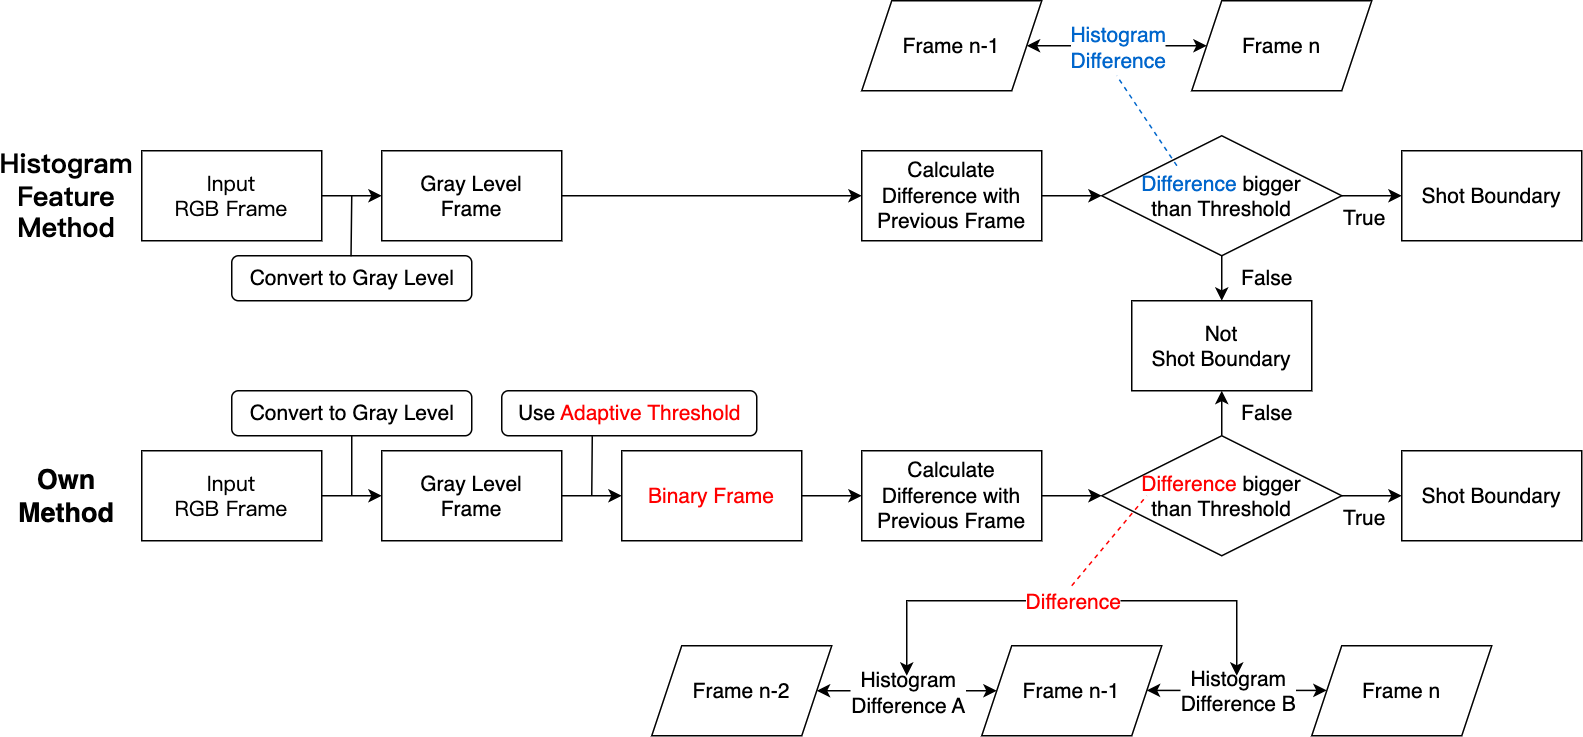 Frame n-1
Histogram
Difference
Frame n
Histogram
Feature
Method
Input
RGB Frame
Gray Level
Frame
Convert to Gray Level
Calculate
Difference with
Previous Frame
Difference bigger
than Threshold
True
Shot Boundary
False
Not
Shot Boundary
False
Convert to Gray Level
Use Adaptive Threshold
Own
Method
Input
RGB Frame
Gray Level
Frame
Binary Frame
Calculate
Difference with
Previous Frame
Difference bigger
than Threshold
True
Shot Boundary
Difference
Frame n-2
Histogram
Difference A
Frame n-1
Histogram
Difference B
Frame n